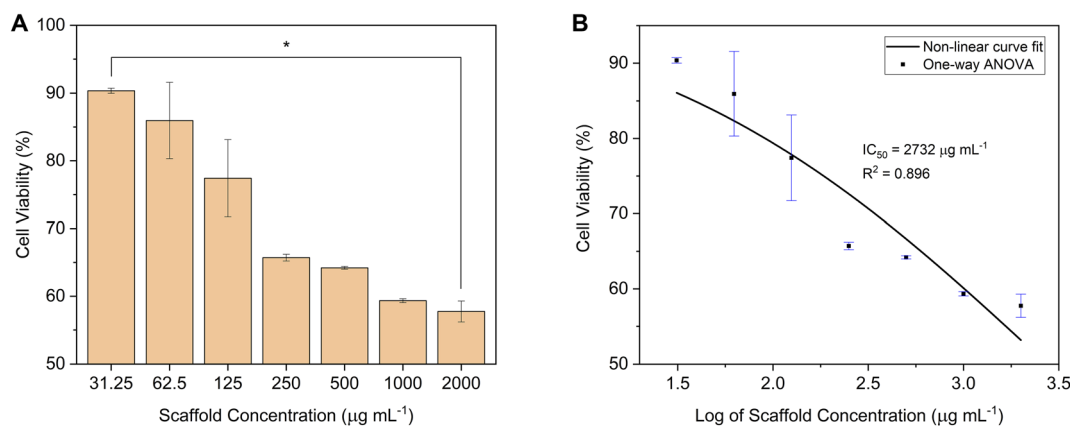 A
Cell Viability (%)
100
90
80
70
60
50
*
31.25 62.5 125 250 500 1000 2000
Scaffold Concentration (μg mL⁻¹)
B
Cell Viability (%)
90
80
70
60
50
Non-linear curve fit
One-way ANOVA
IC₅₀ = 2732 μg mL⁻¹
R² = 0.896
1.5 2.0 2.5 3.0 3.5
Log of Scaffold Concentration (μg mL⁻¹)